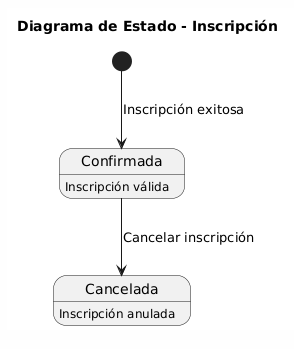 Diagrama de Estado - Inscripción
Inscripción exitosa
Confirmada
Inscripción válida
Cancelar inscripción
Cancelada
Inscripción anulada